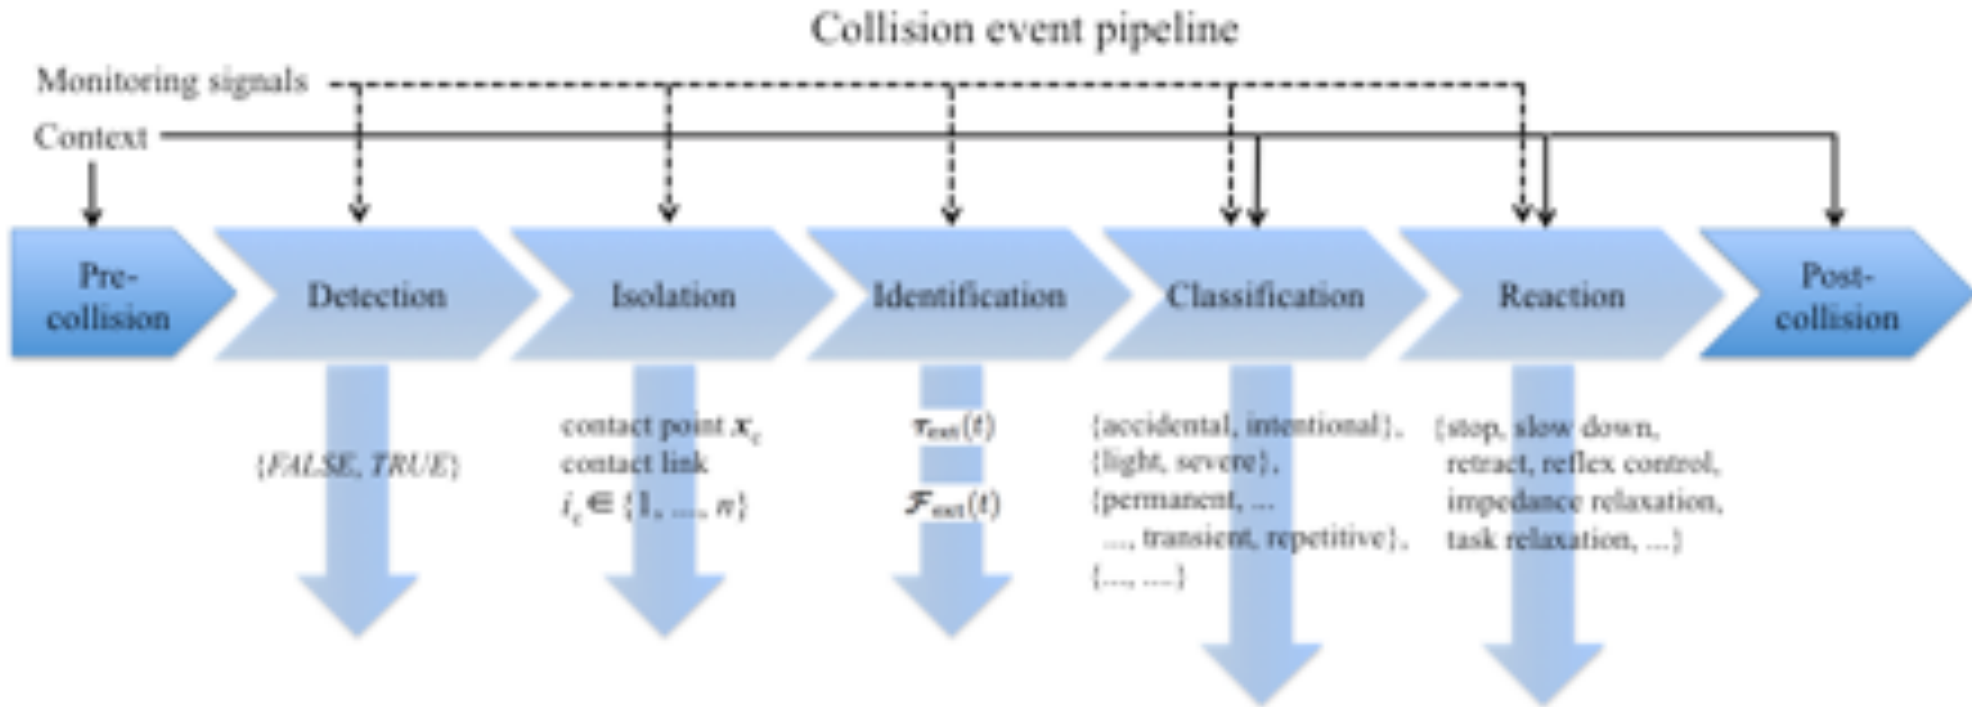 Collision event pipeline
Monitoring signals
Context
Pre-
collision
Detection
Isolation
Identification
Classification
Reaction
Post-
collision
{FALSE, TRUE}
contact point x_c
contact link
i_c ∈ {1, ..., n}
τ_ext(t)
𝓕_ext(t)
{accidental, intentional},
{light, severe},
{permanent, ...
..., transient, repetitive},
{..., ....}
{stop, slow down,
retract, reflex control,
impedance relaxation,
task relaxation, ...}